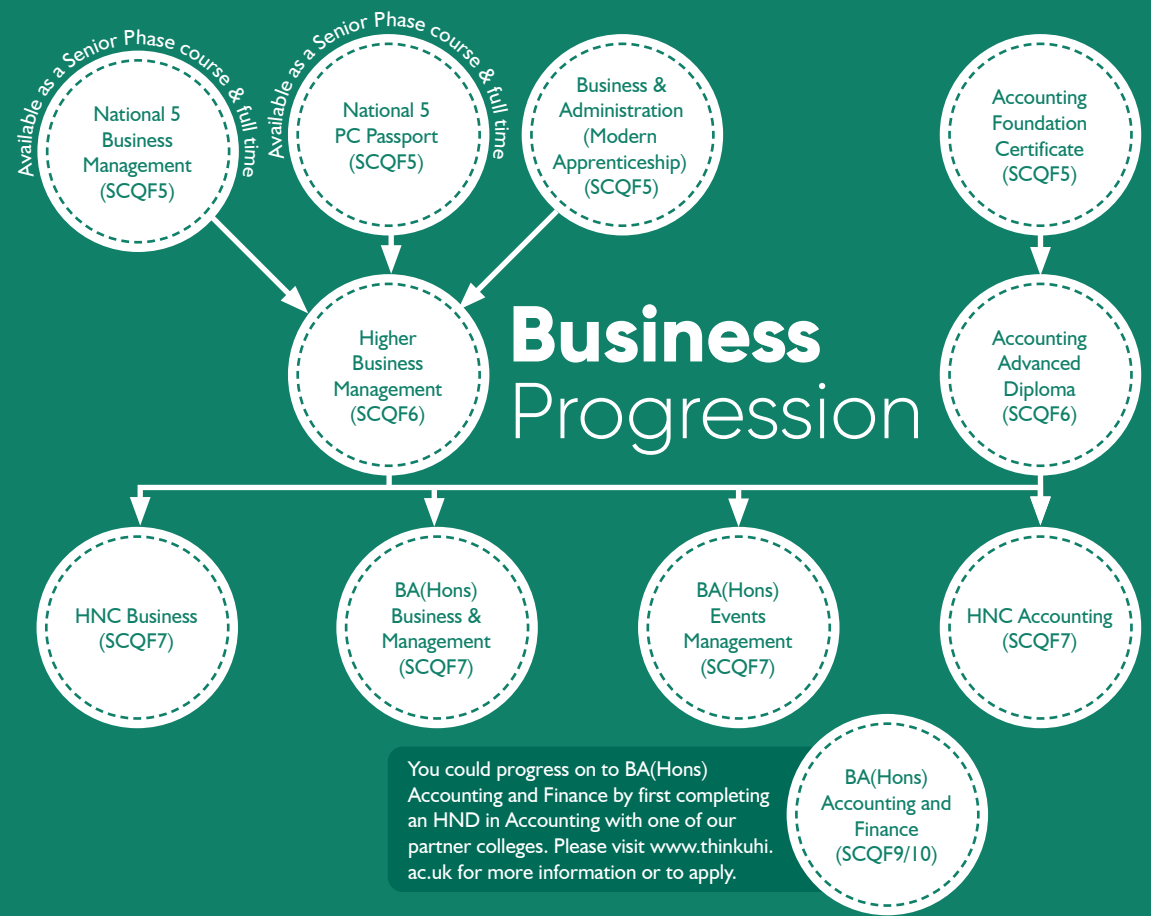 Available as a Senior Phase course & full time
National 5
Business
Management
(SCQF5)
Available as a Senior Phase course & full time
National 5
PC Passport
(SCQF5)
Business &
Administration
(Modern
Apprenticeship)
(SCQF5)
Accounting
Foundation
Certificate
(SCQF5)
Higher
Business
Management
(SCQF6)
Business
Progression
Accounting
Advanced
Diploma
(SCQF6)
HNC Business
(SCQF7)
BA(Hons)
Business &
Management
(SCQF7)
BA(Hons)
Events
Management
(SCQF7)
HNC Accounting
(SCQF7)
You could progress on to BA(Hons)
Accounting and Finance by first completing
an HND in Accounting with one of our
partner colleges. Please visit www.thinkuhi.
ac.uk for more information or to apply.
BA(Hons)
Accounting and
Finance
(SCQF9/10)